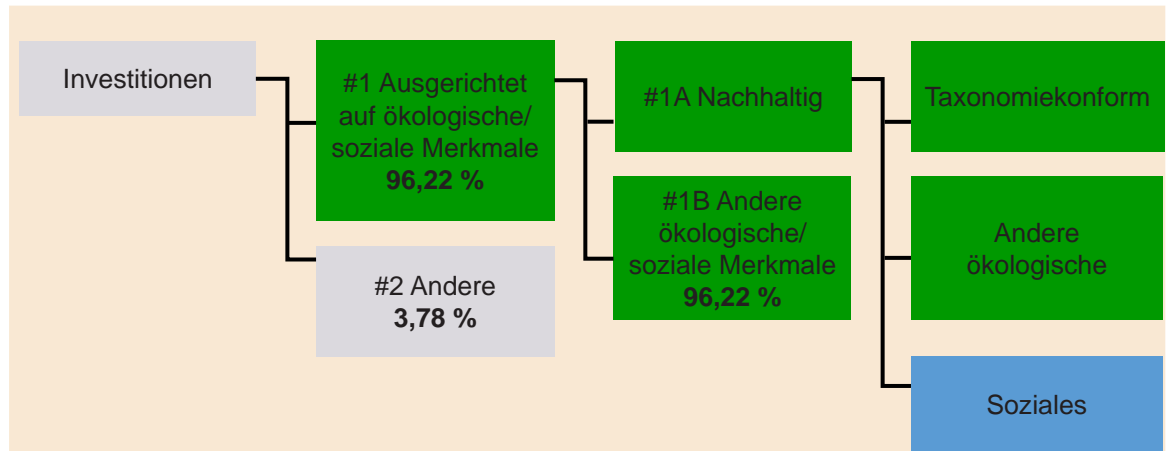 Investitionen
#1 Ausgerichtet
auf ökologische/
soziale Merkmale
96,22 %
#2 Andere
3,78 %
#1A Nachhaltig
#1B Andere
ökologische/
soziale Merkmale
96,22 %
Taxonomiekonform
Andere
ökologische
Soziales